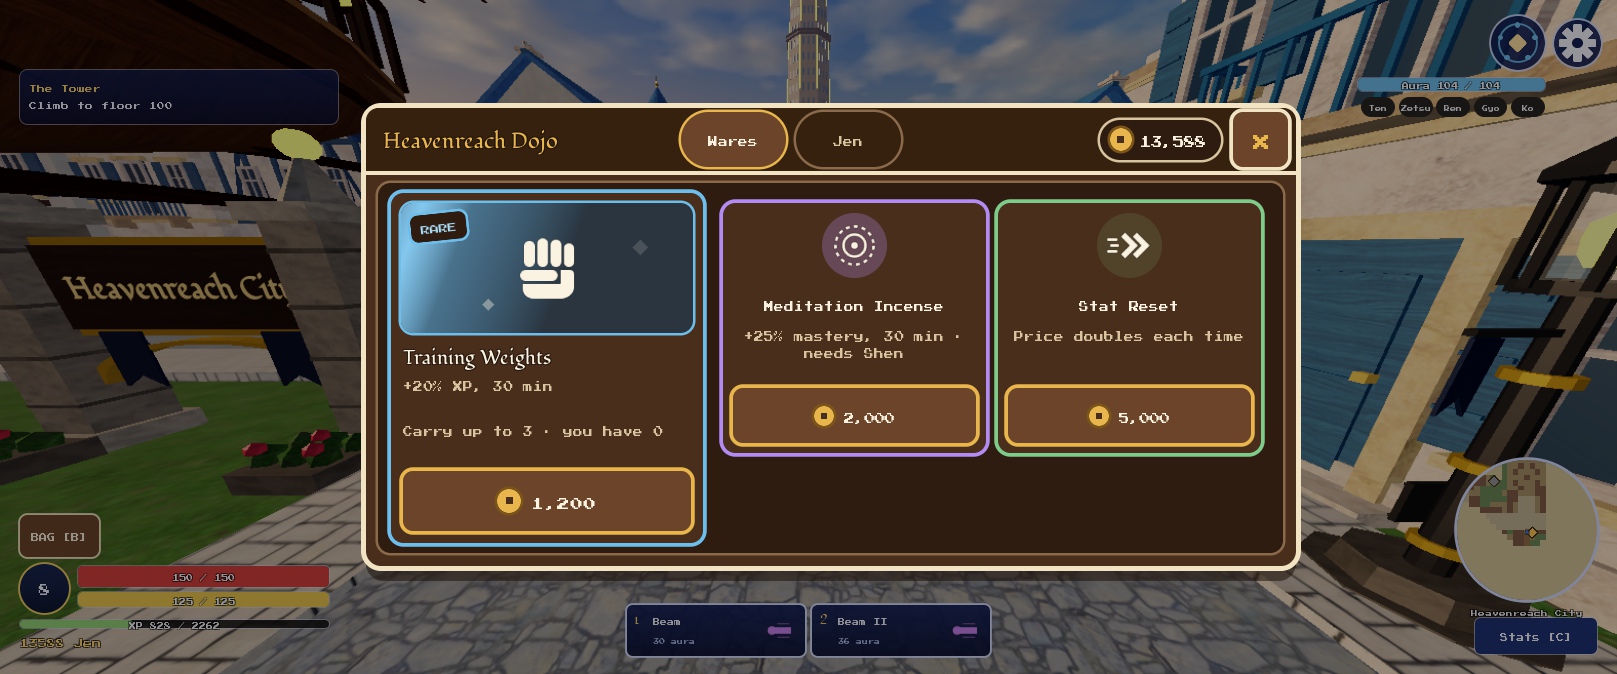 The Tower
Climb to floor 100
Aura 104 / 104
Ten Zetsu Ren Gyo Ko
Heavenreach Dojo
Wares
Jen
13,588
RARE
Training Weights
+20% XP, 30 min
Carry up to 3 · you have 0
1,200
Meditation Incense
+25% mastery, 30 min ·
needs Shen
2,000
Stat Reset
Price doubles each time
5,000
Heavenreach City
BAG [B]
8
150 / 150
125 / 125
XP 828 / 2262
13588 Jen
1 Beam
30 aura
2 Beam II
36 aura
Heavenreach City
Stats [C]